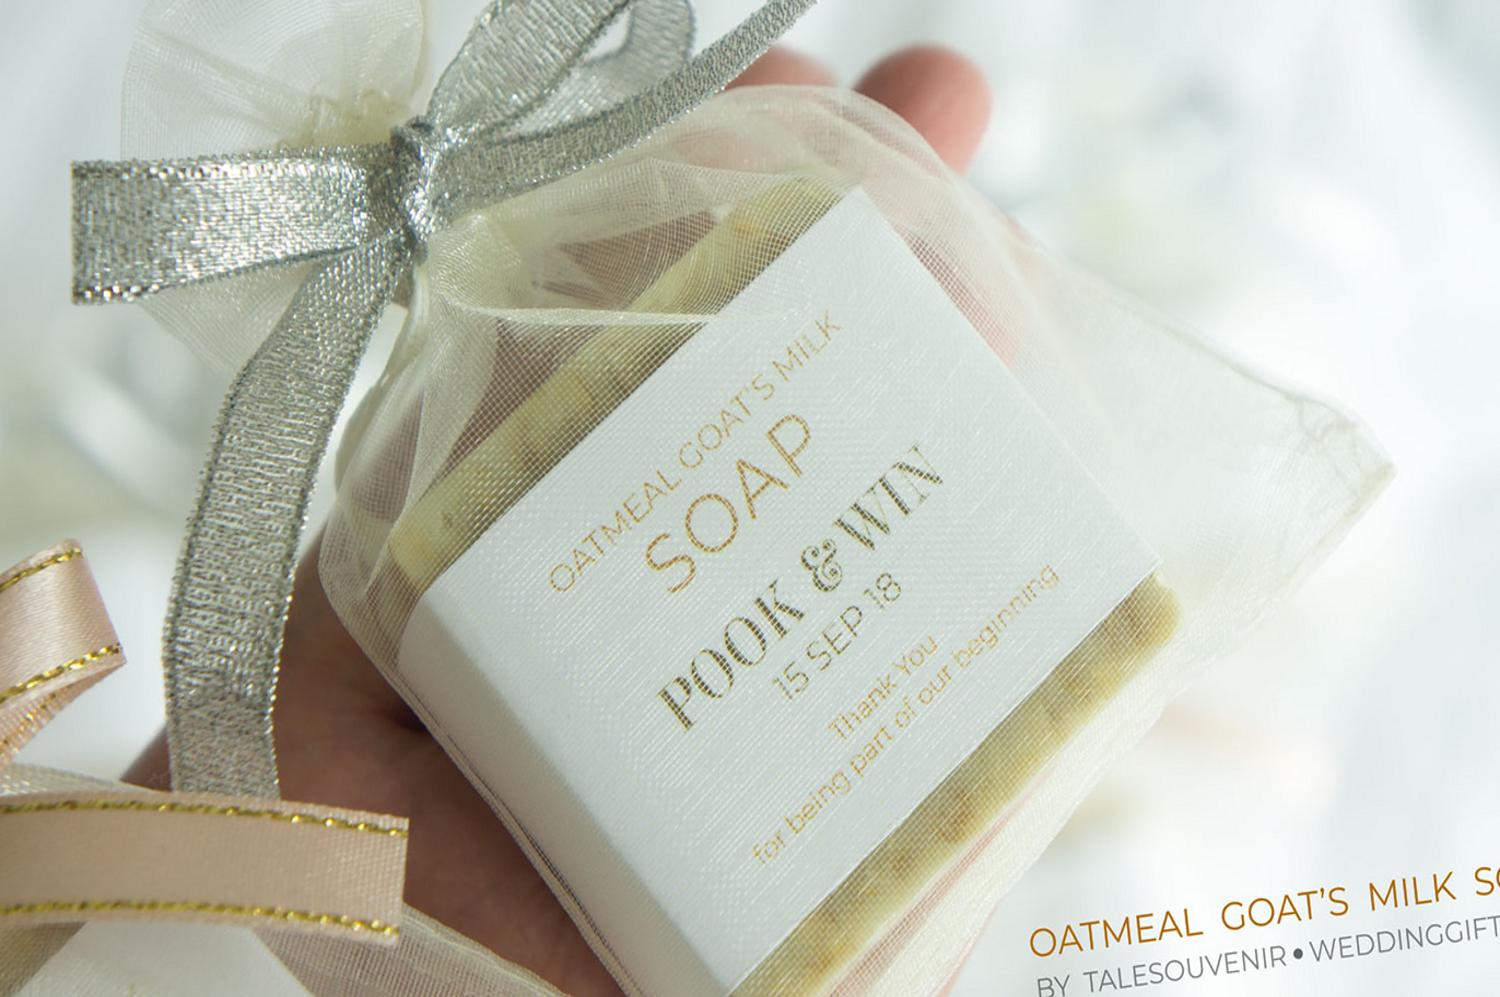 OATMEAL GOAT'S MILK
SOAP
POOK & WIN
15 SEP 18
Thank You
for being part of our beginning
OATMEAL GOAT'S MILK
BY TALESOUVENIR•WEDDINGGIFT